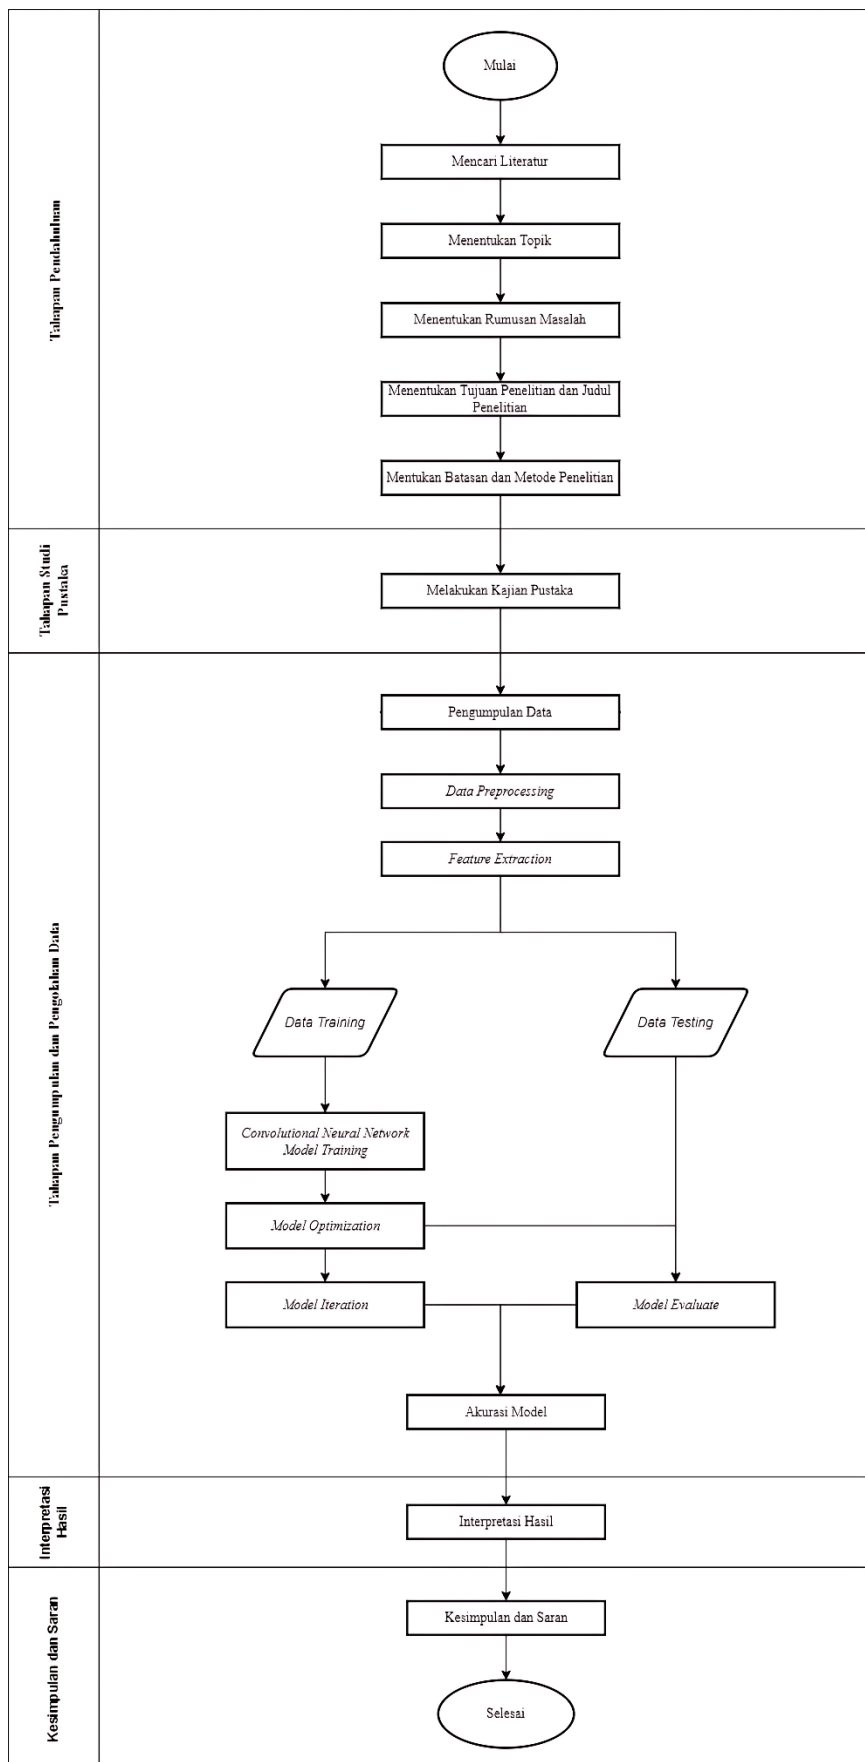 Tahapan Pendahuluan
Mulai
Mencari Literatur
Menentukan Topik
Menentukan Rumusan Masalah
Menentukan Tujuan Penelitian dan Judul
Penelitian
Mentukan Batasan dan Metode Penelitian
Tahapan Studi
Pustaka
Melakukan Kajian Pustaka
Tahapan Pengumpulan dan Pengolahan Data
Pengumpulan Data
Data Preprocessing
Feature Extraction
Data Training
Data Testing
Convolutional Neural Network
Model Training
Model Optimization
Model Iteration
Model Evaluate
Akurasi Model
Interpretasi
Hasil
Interpretasi Hasil
Kesimpulan dan Saran
Kesimpulan dan Saran
Selesai